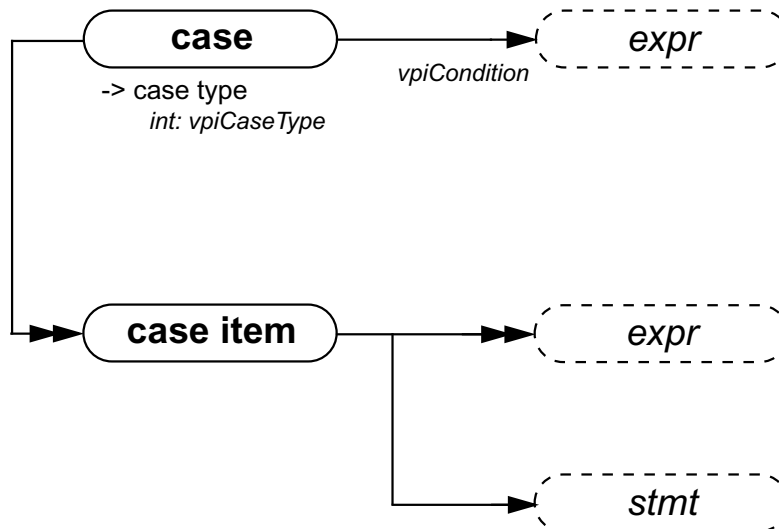 case
expr
vpiCondition
-> case type
int: vpiCaseType
case item
expr
stmt